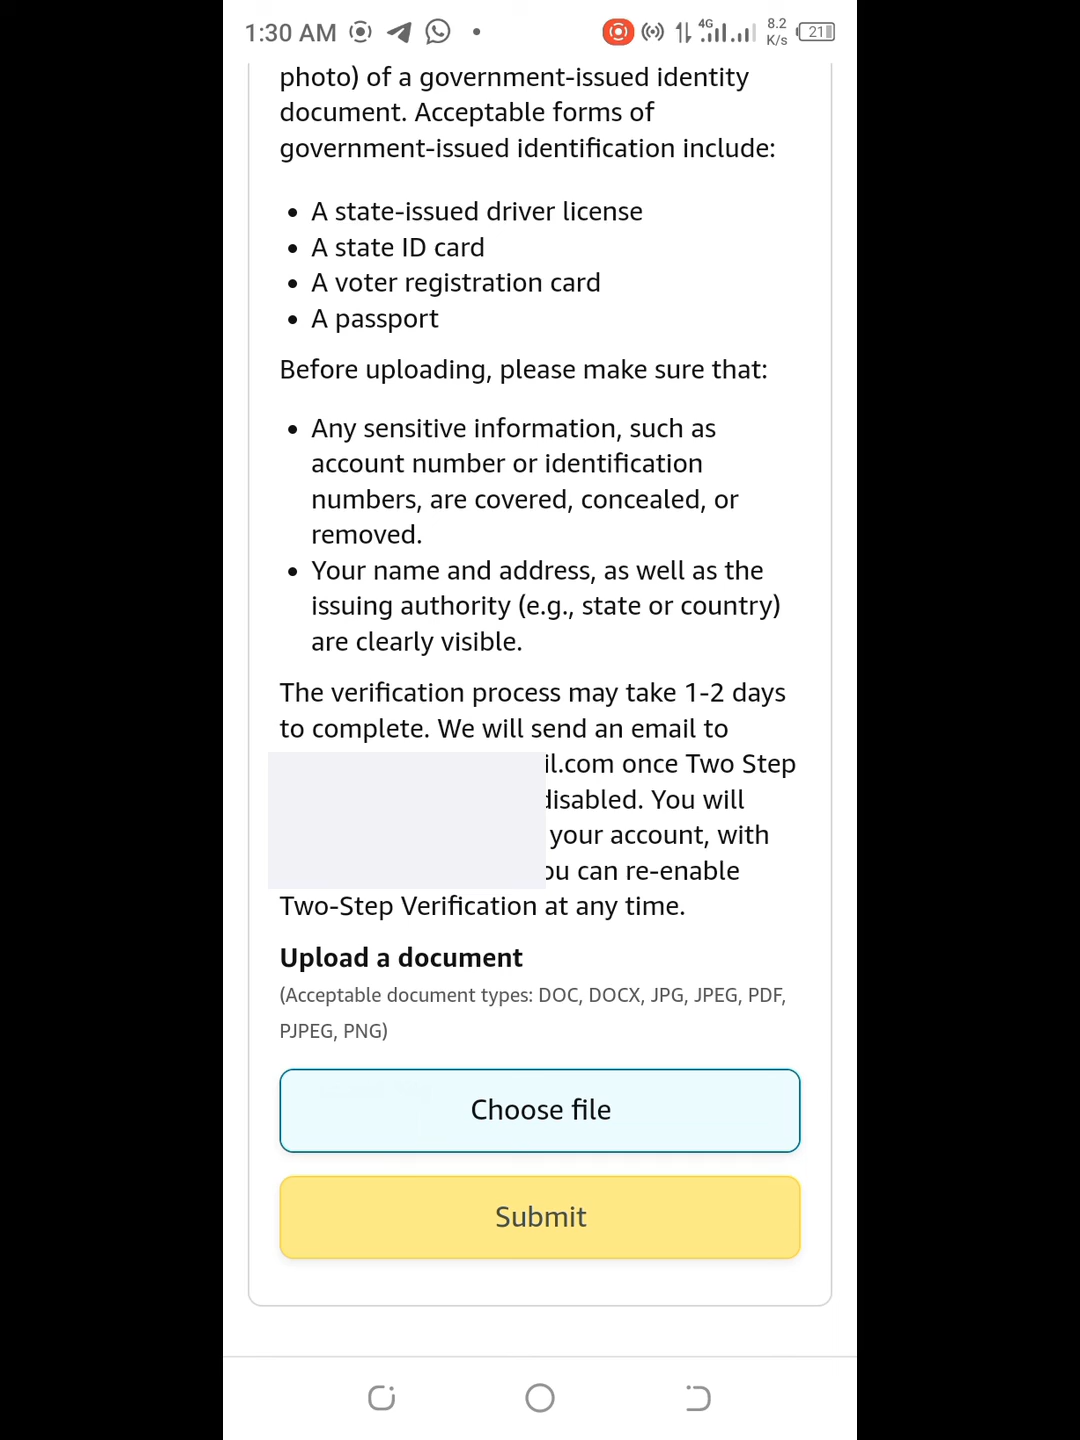 1:30 AM 4G 8.2 K/s 21
photo) of a government-issued identity
document. Acceptable forms of
government-issued identification include:
• A state-issued driver license
• A state ID card
• A voter registration card
• A passport
Before uploading, please make sure that:
• Any sensitive information, such as
account number or identification
numbers, are covered, concealed, or
removed.
• Your name and address, as well as the
issuing authority (e.g., state or country)
are clearly visible.
The verification process may take 1-2 days
to complete. We will send an email to
il.com once Two Step
disabled. You will
your account, with
ou can re-enable
Two-Step Verification at any time.
Upload a document
(Acceptable document types: DOC, DOCX, JPG, JPEG, PDF,
PJPEG, PNG)
Choose file
Submit